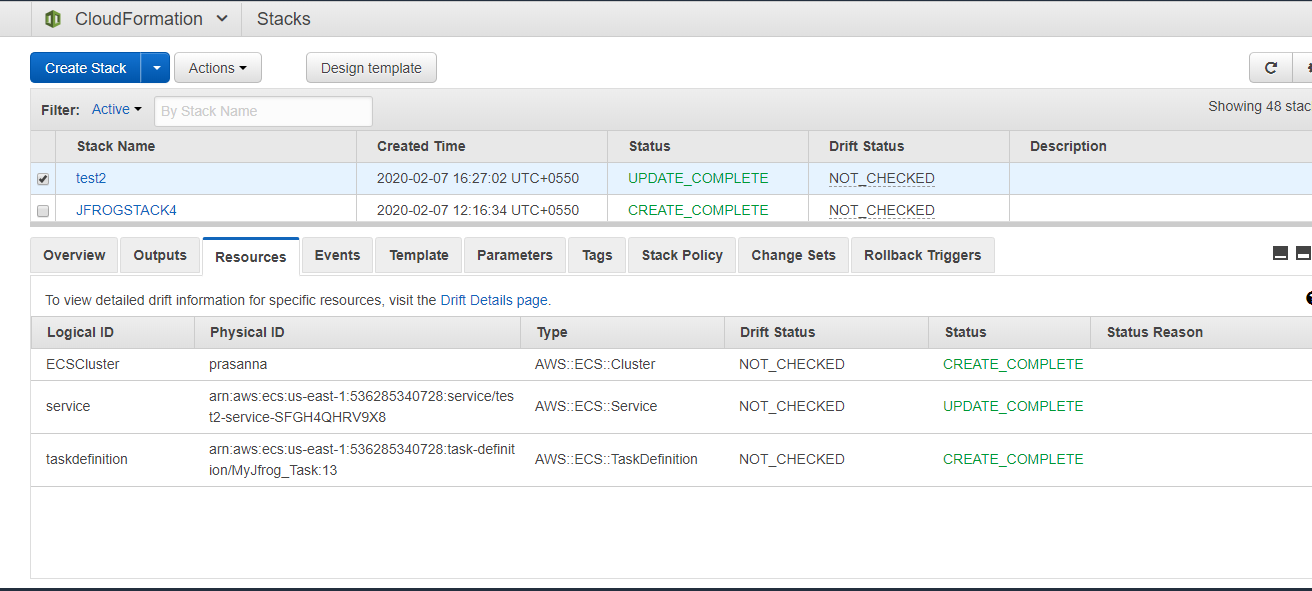 CloudFormation Stacks
Create Stack Actions Design template
Filter: Active By Stack Name Showing 48
Stack Name Created Time Status Drift Status Description
test2 2020-02-07 16:27:02 UTC+0550 UPDATE_COMPLETE NOT_CHECKED
JFROGSTACK4 2020-02-07 12:16:34 UTC+0550 CREATE_COMPLETE NOT_CHECKED
Overview Outputs Resources Events Template Parameters Tags Stack Policy Change Sets Rollback Triggers
To view detailed drift information for specific resources, visit the Drift Details page.
Logical ID Physical ID Type Drift Status Status Status Reason
ECSCluster prasanna AWS::ECS::Cluster NOT_CHECKED CREATE_COMPLETE
service arn:aws:ecs:us-east-1:536285340728:service/tes
t2-service-SFGH4QHRV9X8 AWS::ECS::Service NOT_CHECKED UPDATE_COMPLETE
taskdefinition arn:aws:ecs:us-east-1:536285340728:task-definit
ion/MyJfrog_Task:13 AWS::ECS::TaskDefinition NOT_CHECKED CREATE_COMPLETE